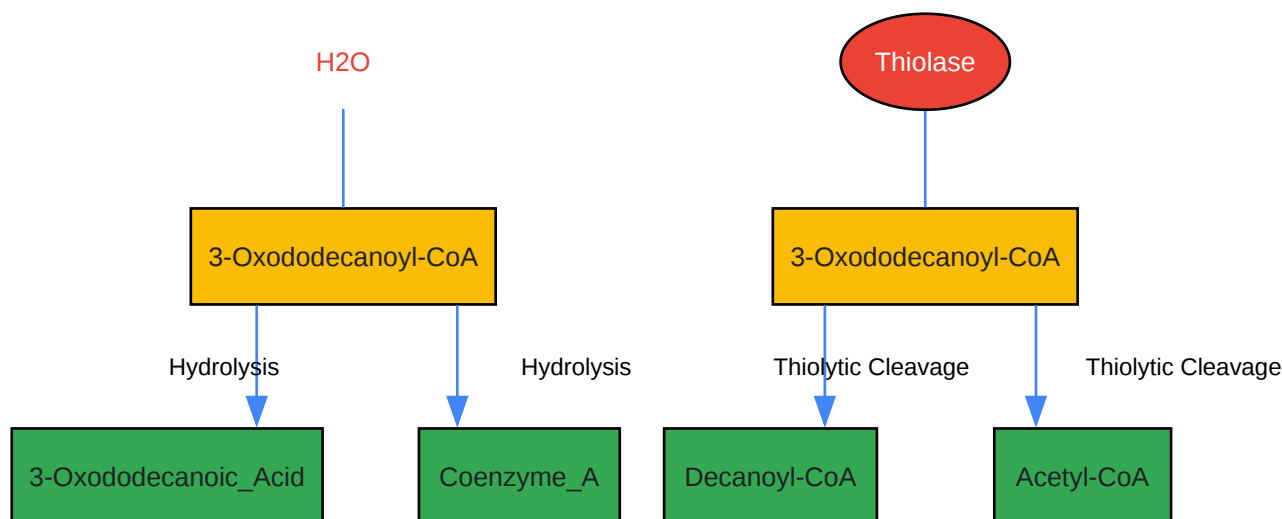 H2O
Thiolase
3-Oxododecanoyl-CoA
3-Oxododecanoyl-CoA
Hydrolysis
Hydrolysis
Thiolytic Cleavage
Thiolytic Cleavage
3-Oxododecanoic_Acid
Coenzyme_A
Decanoyl-CoA
Acetyl-CoA